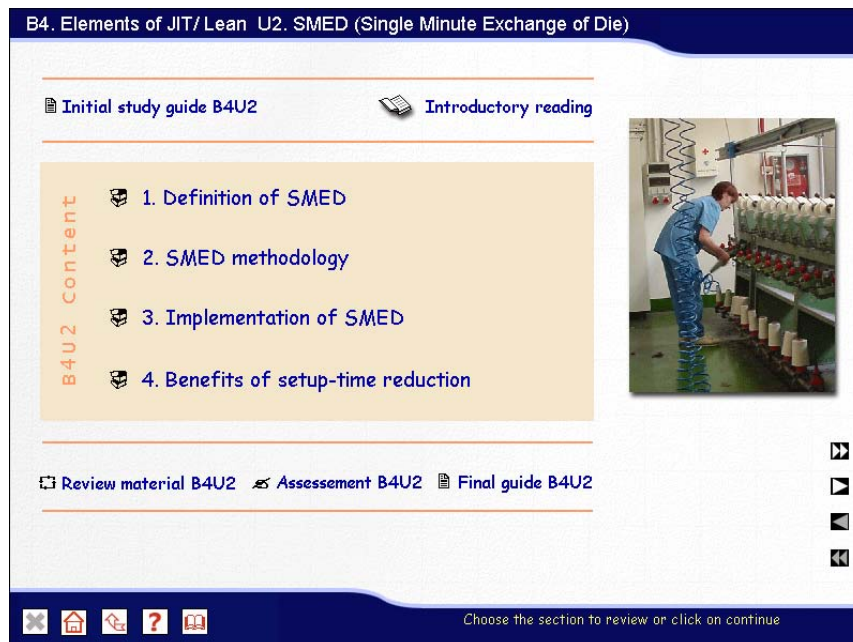 B4. Elements of JIT/ Lean U2. SMED (Single Minute Exchange of Die)
Initial study guide B4U2
Introductory reading
B4U2 Content
1. Definition of SMED
2. SMED methodology
3. Implementation of SMED
4. Benefits of setup-time reduction
Review material B4U2
Assessement B4U2
Final guide B4U2
Choose the section to review or click on continue